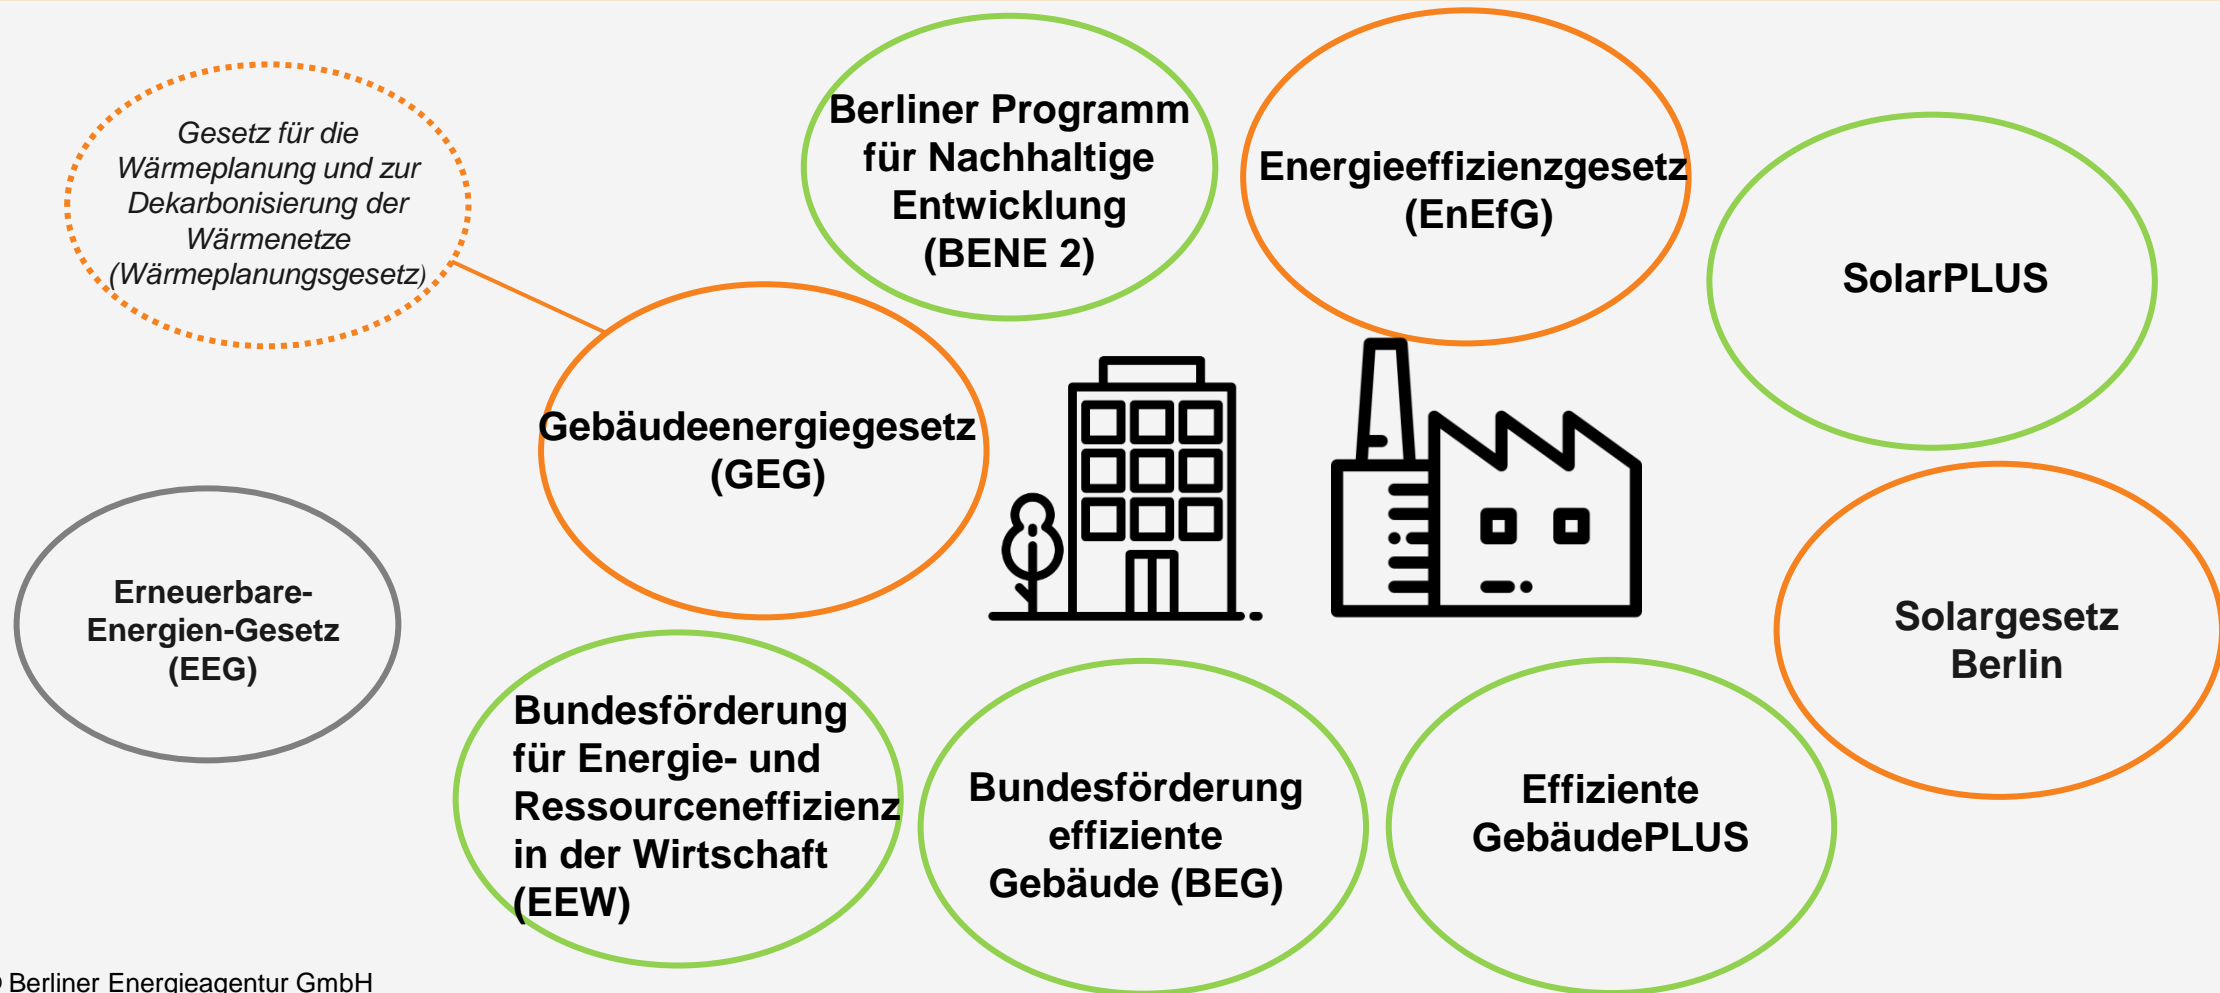 Gesetz für die
Wärmeplanung und zur
Dekarbonisierung der
Wärmenetze
(Wärmeplanungsgesetz)
Berliner Programm
für Nachhaltige
Entwicklung
(BENE 2)
Energieeffizienzgesetz
(EnEfG)
SolarPLUS
Gebäudeenergiegesetz
(GEG)
Erneuerbare-
Energien-Gesetz
(EEG)
Solargesetz
Berlin
Bundesförderung
für Energie- und
Ressourceneffizienz
in der Wirtschaft
(EEW)
Bundesförderung
effiziente
Gebäude (BEG)
Effiziente
GebäudePLUS
© Berliner Energieagentur GmbH